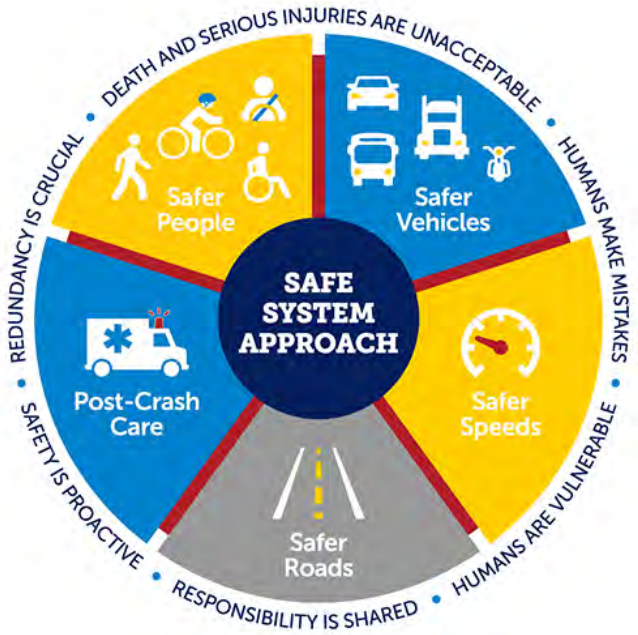 DEATH AND SERIOUS INJURIES ARE UNACCEPTABLE
HUMANS MAKE MISTAKES
HUMANS ARE VULNERABLE
RESPONSIBILITY IS SHARED
SAFETY IS PROACTIVE
REDUNDANCY IS CRUCIAL
Safer
People
Safer
Vehicles
SAFE
SYSTEM
APPROACH
Post-Crash
Care
Safer
Speeds
Safer
Roads